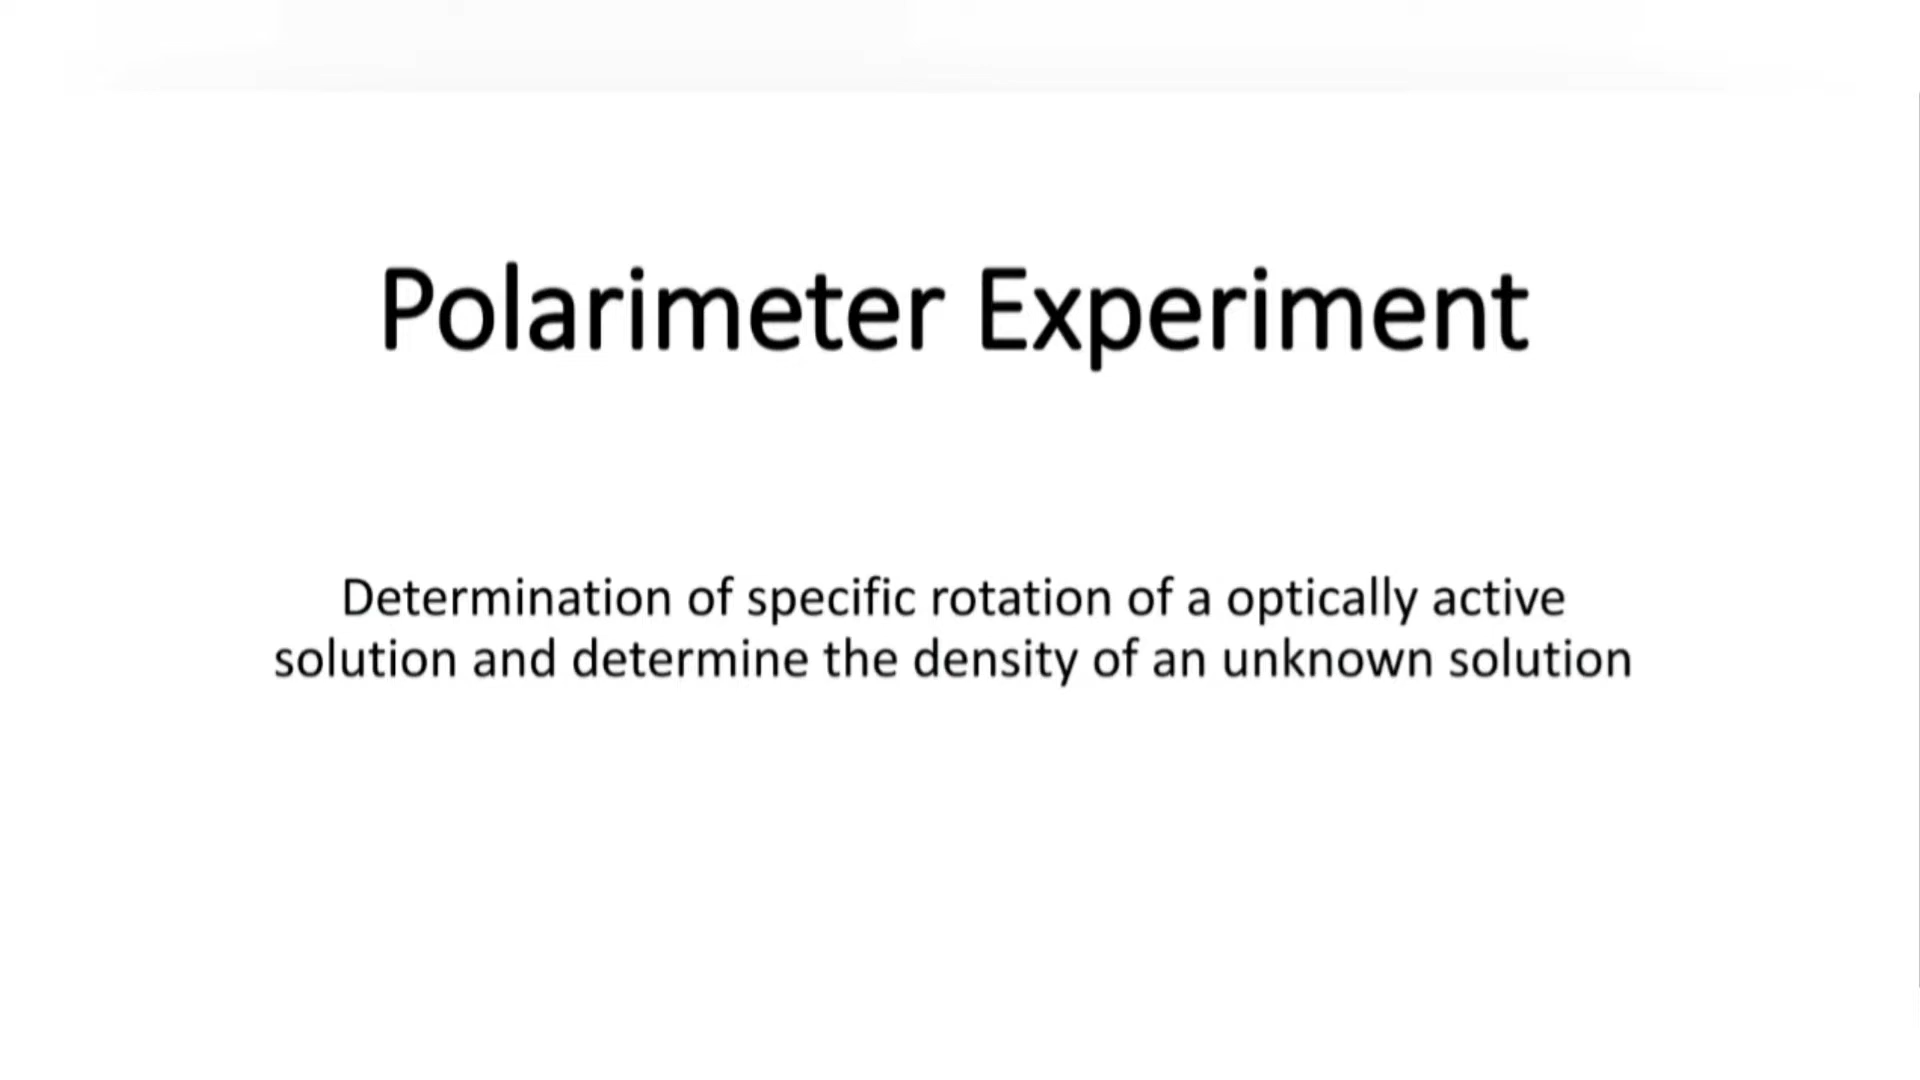 Polarimeter Experiment
Determination of specific rotation of a optically active
solution and determine the density of an unknown solution